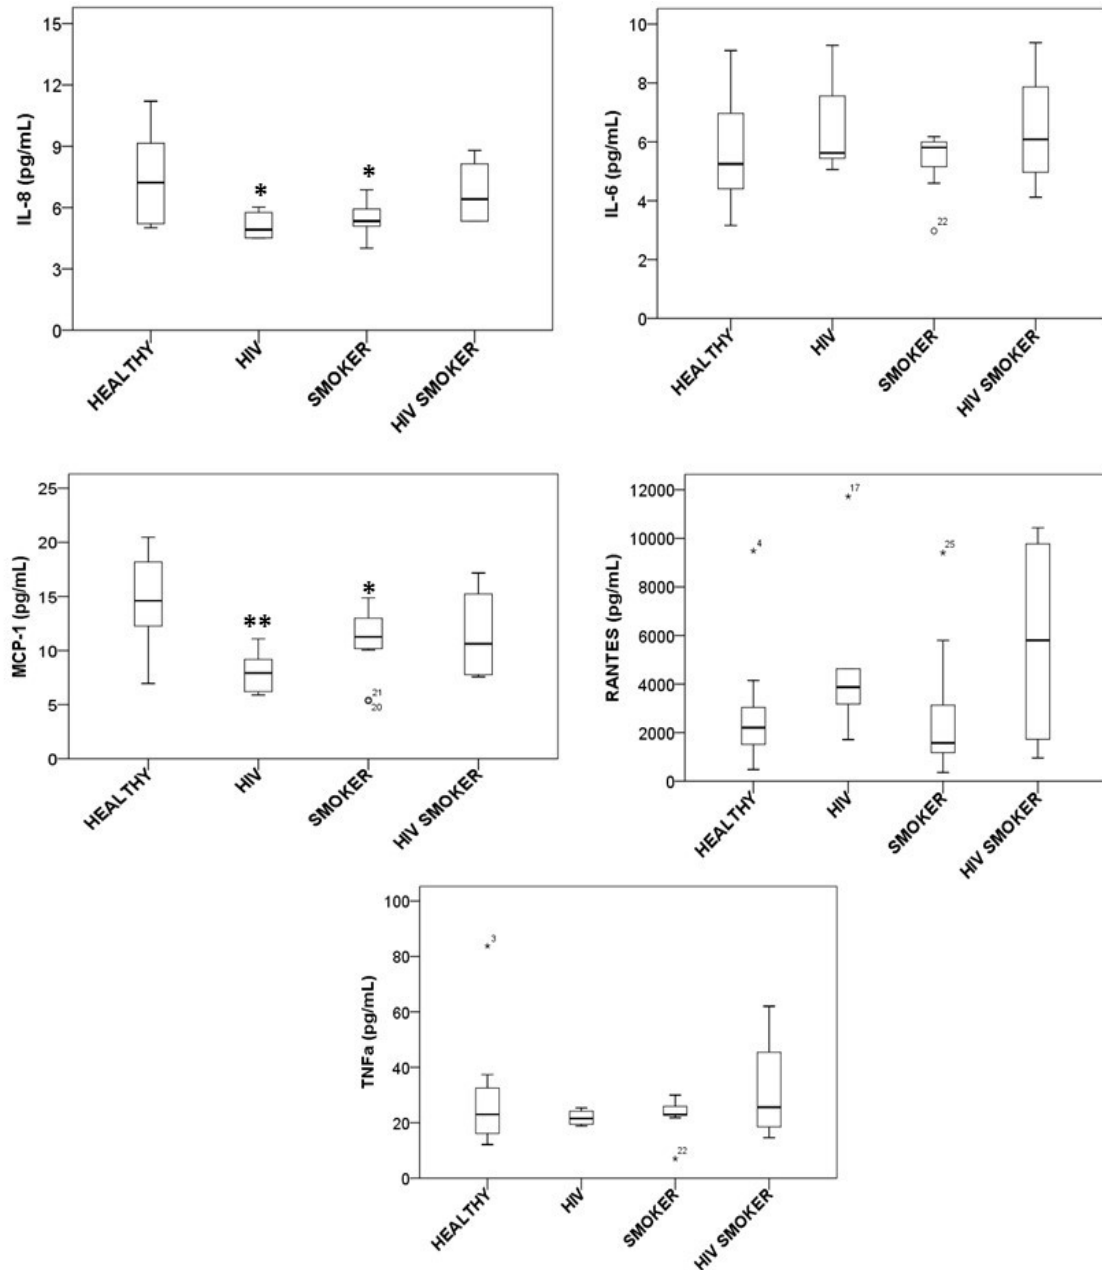 IL-8 (pg/mL)
15
12
9
6
3
0
*
*
HEALTHY
HIV
SMOKER
HIV SMOKER
IL-6 (pg/mL)
10
8
6
4
2
0
22
HEALTHY
HIV
SMOKER
HIV SMOKER
MCP-1 (pg/mL)
25
20
15
10
5
0
**
*
21
20
HEALTHY
HIV
SMOKER
HIV SMOKER
RANTES (pg/mL)
12000
10000
8000
6000
4000
2000
0
*4
*17
*25
HEALTHY
HIV
SMOKER
HIV SMOKER
TNFa (pg/mL)
100
80
60
40
20
0
*3
*22
HEALTHY
HIV
SMOKER
HIV SMOKER